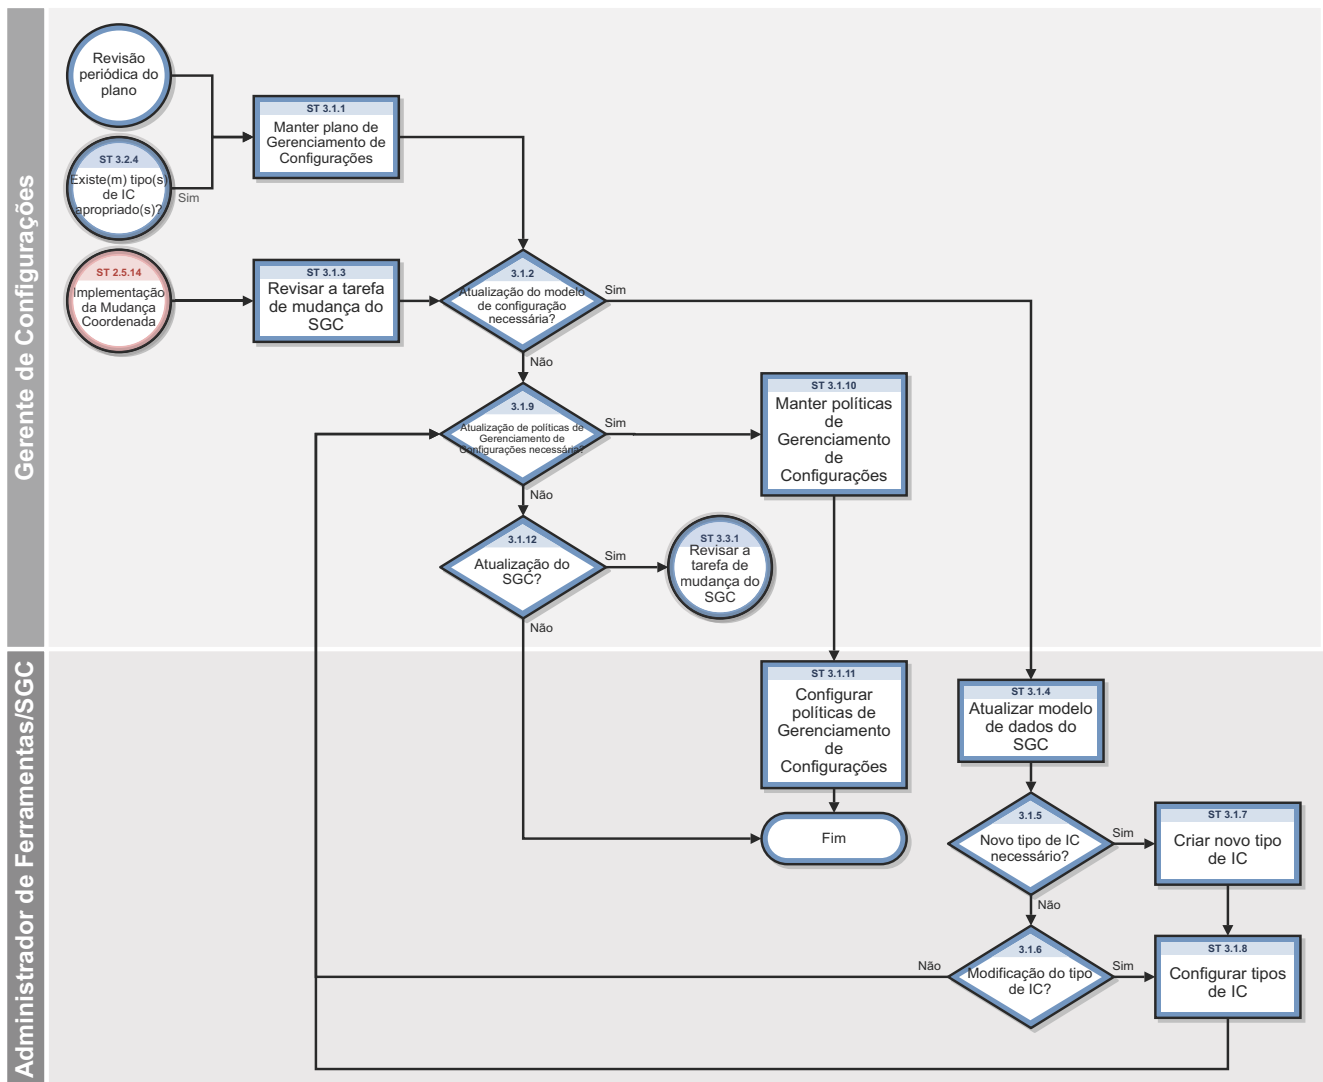 Gerente de Configurações
Revisão
periódica do
plano
ST 3.2.4
Existe(m) tipo(s)
de IC
apropriado(s)?
Sim
ST 3.1.1
Manter plano de
Gerenciamento de
Configurações
ST 2.5.14
Implementação
da Mudança
Coordenada
ST 3.1.3
Revisar a tarefa
de mudança do
SGC
3.1.2
Atualização do modelo
de configuração
necessária?
Sim
Não
3.1.9
Atualização de políticas de
Gerenciamento de
Configurações necessária?
Sim
Não
ST 3.1.10
Manter políticas
de
Gerenciamento
de
Configurações
3.1.12
Atualização do
SGC?
Sim
Não
ST 3.3.1
Revisar a
tarefa de
mudança do
SGC
Administrador de Ferramentas/SGC
ST 3.1.11
Configurar
políticas de
Gerenciamento
de
Configurações
Fim
ST 3.1.4
Atualizar modelo
de dados do
SGC
3.1.5
Novo tipo de IC
necessário?
Sim
Não
ST 3.1.7
Criar novo tipo
de IC
3.1.6
Modificação do tipo
de IC?
Não
Sim
ST 3.1.8
Configurar tipos
de IC